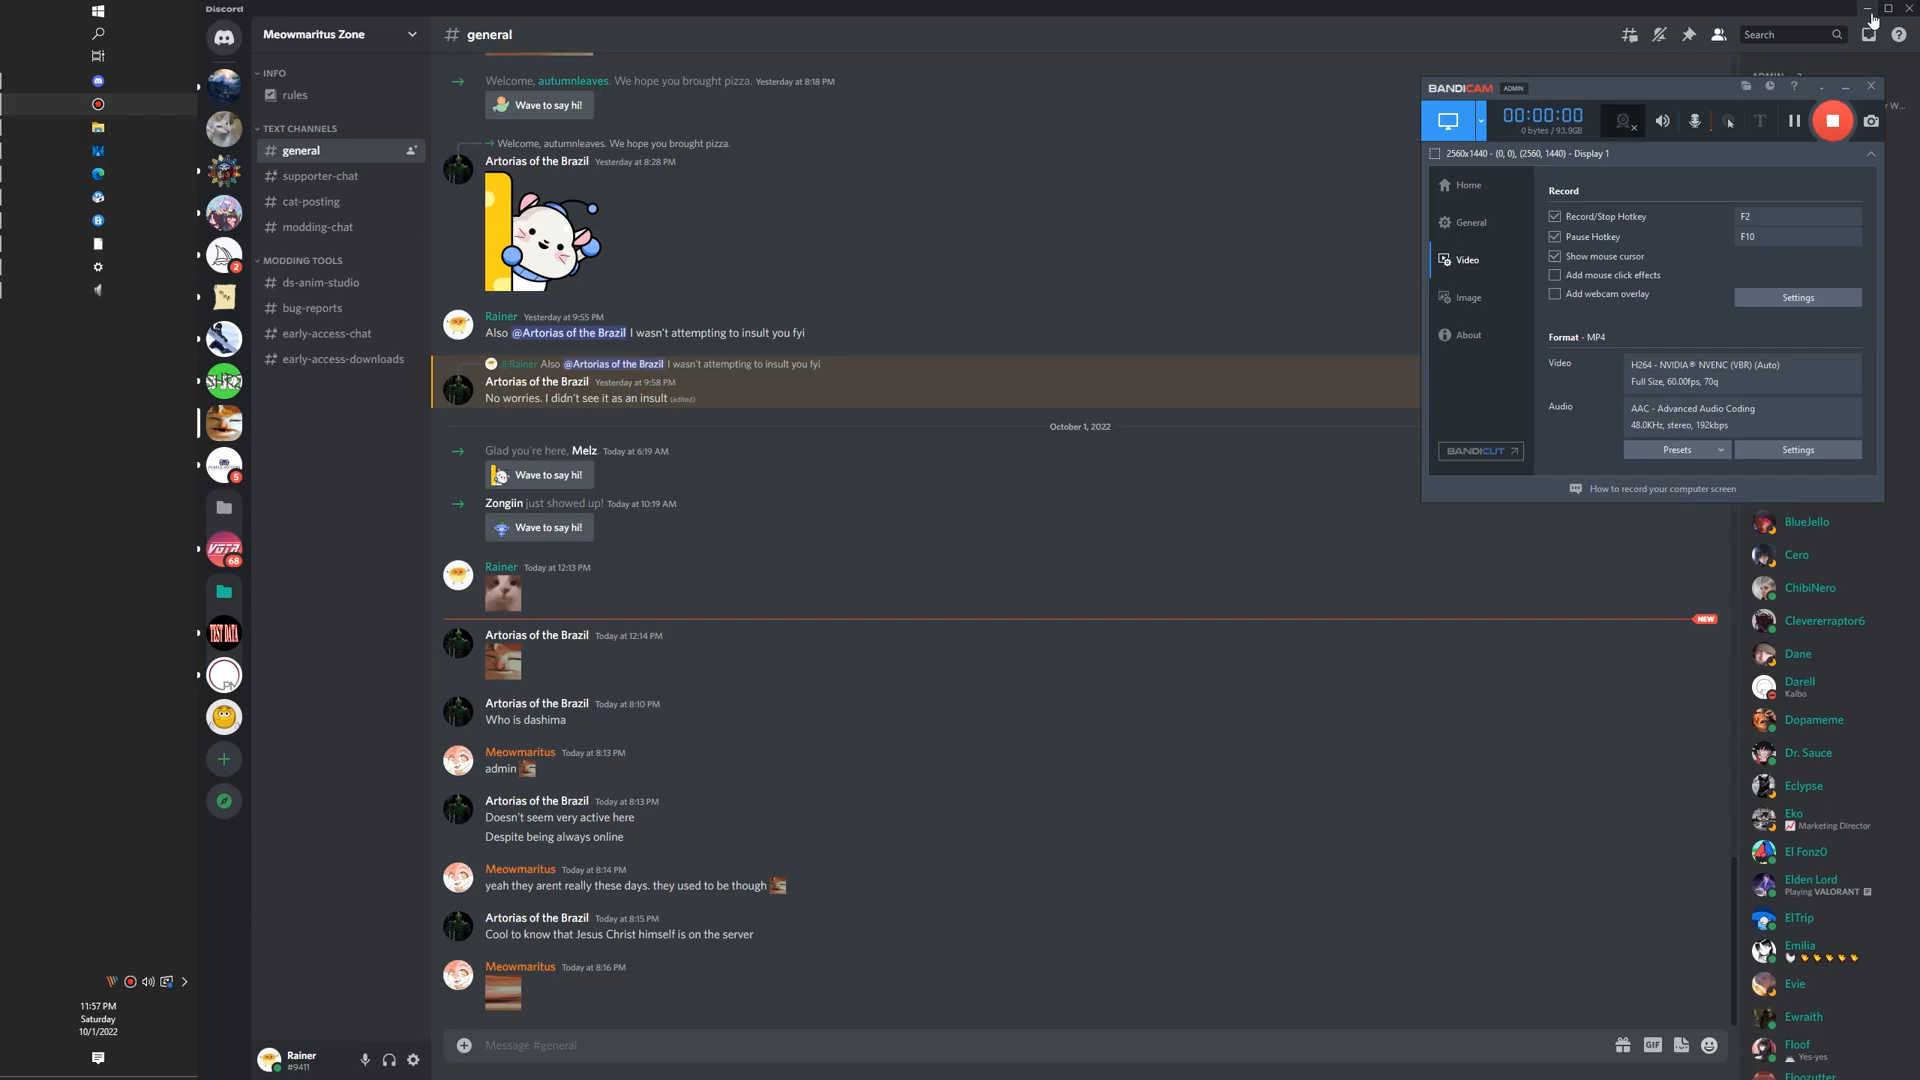 Discord
Meowmaritus Zone
INFO
rules
TEXT CHANNELS
general
supporter-chat
cat-posting
modding-chat
MODDING TOOLS
ds-anim-studio
bug-reports
early-access-chat
early-access-downloads
2
5
68
TEST DATA
11:57 PM
Saturday
10/1/2022
Rainer
#9411
general
Search
Welcome, autumnleaves. We hope you brought pizza. Yesterday at 8:18 PM
Wave to say hi!
Welcome, autumnleaves. We hope you brought pizza.
Artorias of the Brazil Yesterday at 8:28 PM
Rainer Yesterday at 9:55 PM
Also @Artorias of the Brazil I wasn't attempting to insult you fyi
@Rainer Also @Artorias of the Brazil I wasn't attempting to insult you fyi
Artorias of the Brazil Yesterday at 9:58 PM
No worries. I didn't see it as an insult (edited)
October 1, 2022
Glad you're here, Melz. Today at 6:19 AM
Wave to say hi!
Zongiin just showed up! Today at 10:19 AM
Wave to say hi!
Rainer Today at 12:13 PM
NEW
Artorias of the Brazil Today at 12:14 PM
Artorias of the Brazil Today at 8:10 PM
Who is dashima
Meowmaritus Today at 8:13 PM
admin
Artorias of the Brazil Today at 8:13 PM
Doesn't seem very active here
Despite being always online
Meowmaritus Today at 8:14 PM
yeah they arent really these days. they used to be though
Artorias of the Brazil Today at 8:15 PM
Cool to know that Jesus Christ himself is on the server
Meowmaritus Today at 8:16 PM
Message #general
GIF
BANDICAM ADMIN
00:00:00
0 bytes / 93.9GB
2560x1440 - (0, 0), (2560, 1440) - Display 1
Home
General
Video
Image
About
BANDICUT
Record
Record/Stop Hotkey F2
Pause Hotkey F10
Show mouse cursor
Add mouse click effects
Add webcam overlay
Settings
Format - MP4
Video H264 - NVIDIA® NVENC (VBR) (Auto)
Full Size, 60.00fps, 70q
Audio AAC - Advanced Audio Coding
48.0KHz, stereo, 192kbps
Presets Settings
How to record your computer screen
BlueJello
Cero
ChibiNero
Clevererraptor6
Dane
Darell
Kalbo
Dopameme
Dr. Sauce
Eclypse
Eko
Marketing Director
El Fonz0
Elden Lord
Playing VALORANT
ElTrip
Emilia
Evie
Ewraith
Floof
Yes-yes